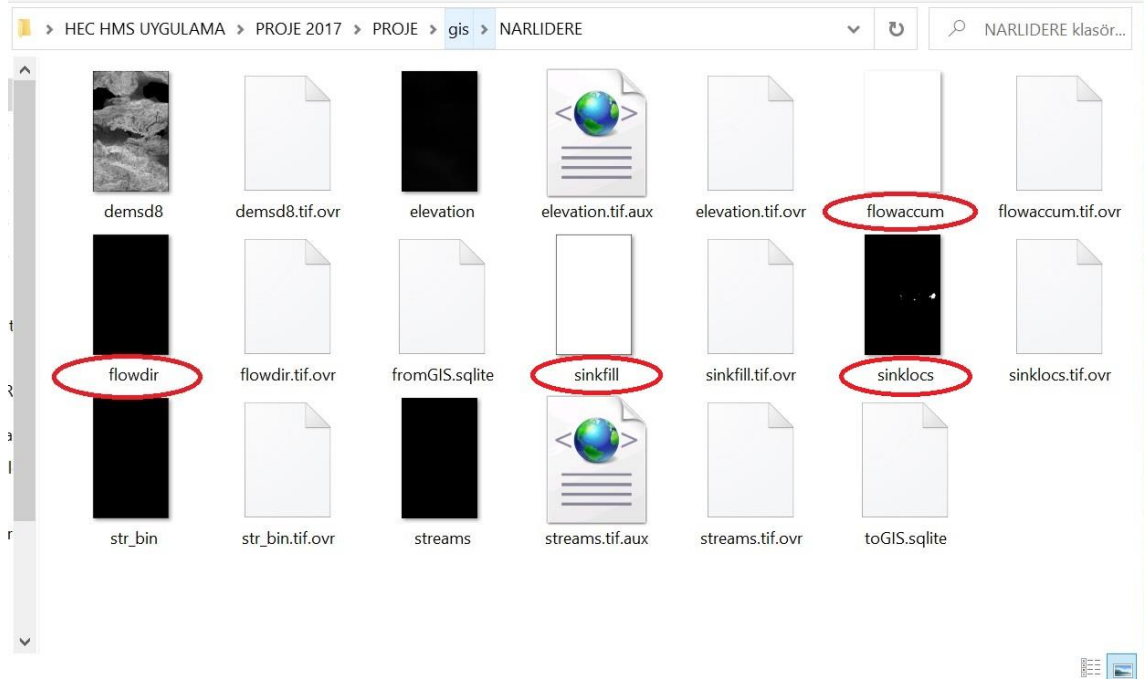 HEC HMS UYGULAMA > PROJE 2017 > PROJE > gis > NARLIDERE
NARLIDERE klasör...
demsd8
demsd8.tif.ovr
elevation
elevation.tif.aux
elevation.tif.ovr
flowaccum
flowaccum.tif.ovr
flowdir
flowdir.tif.ovr
fromGIS.sqlite
sinkfill
sinkfill.tif.ovr
sinklocs
sinklocs.tif.ovr
str_bin
str_bin.tif.ovr
streams
streams.tif.aux
streams.tif.ovr
toGIS.sqlite